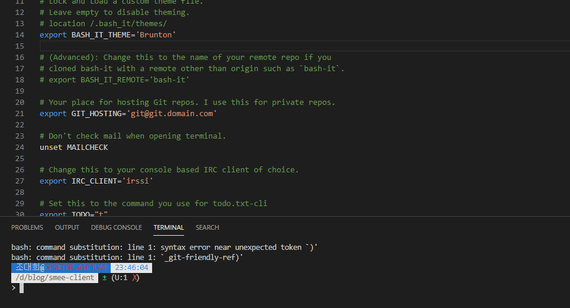 11 # Lock and Load a custom theme file.
12 # Leave empty to disable theming.
13 # location /.bash_it/themes/
14 export BASH_IT_THEME='Brunton'
15
16 # (Advanced): Change this to the name of your remote repo if you
17 # cloned bash-it with a remote other than origin such as `bash-it`.
18 # export BASH_IT_REMOTE='bash-it'
19
20 # Your place for hosting Git repos. I use this for private repos.
21 export GIT_HOSTING='git@git.domain.com'
22
23 # Don't check mail when opening terminal.
24 unset MAILCHECK
25
26 # Change this to your console based IRC client of choice.
27 export IRC_CLIENT='irssi'
28
29 # Set this to the command you use for todo.txt-cli
30 export TODO="t"
PROBLEMS OUTPUT DEBUG CONSOLE TERMINAL SEARCH
bash: command substitution: line 1: syntax error near unexpected token `)'
bash: command substitution: line 1: `_git-friendly-ref)'
23:46:04
/d/blog/smee-client ± (U:1 X)
>